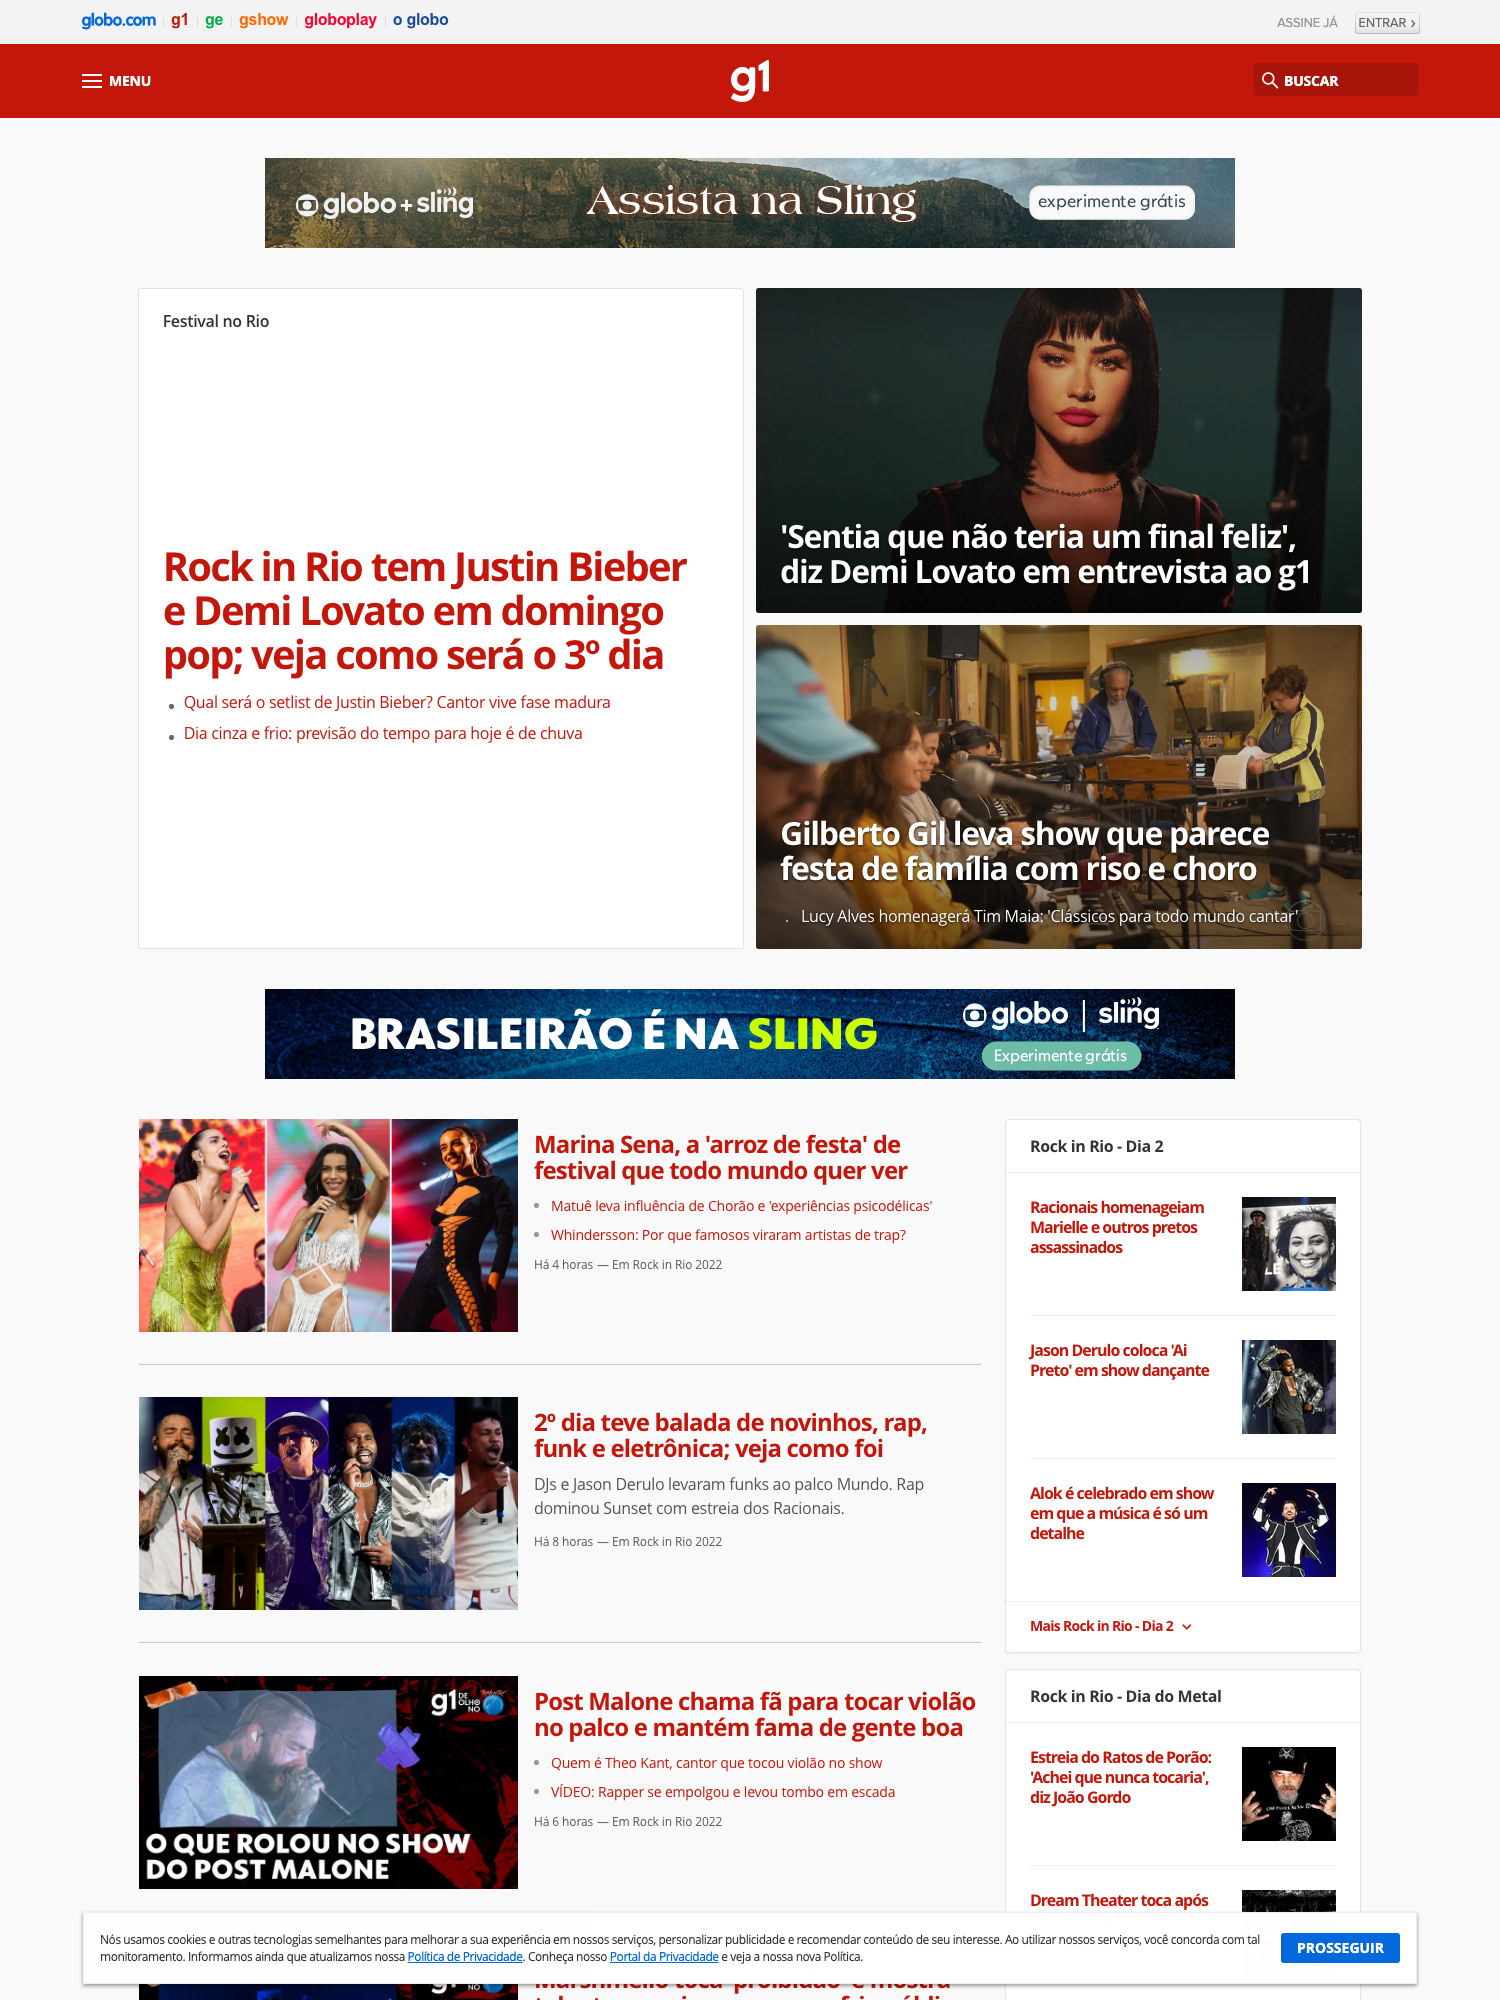 globo.com g1 ge gshow globoplay o globo
ASSINE JÁ ENTRAR ›
MENU
g1
BUSCAR
globo + sling
Assista na Sling
experimente grátis
Festival no Rio
Rock in Rio tem Justin Bieber
e Demi Lovato em domingo
pop; veja como será o 3º dia
Qual será o setlist de Justin Bieber? Cantor vive fase madura
Dia cinza e frio: previsão do tempo para hoje é de chuva
'Sentia que não teria um final feliz',
diz Demi Lovato em entrevista ao g1
Gilberto Gil leva show que parece
festa de família com riso e choro
Lucy Alves homenagerá Tim Maia: 'Clássicos para todo mundo cantar'
BRASILEIRÃO É NA SLING
globo | sling
Experimente grátis
Marina Sena, a 'arroz de festa' de
festival que todo mundo quer ver
Matuê leva influência de Chorão e 'experiências psicodélicas'
Whindersson: Por que famosos viraram artistas de trap?
Há 4 horas — Em Rock in Rio 2022
2º dia teve balada de novinhos, rap,
funk e eletrônica; veja como foi
DJs e Jason Derulo levaram funks ao palco Mundo. Rap
dominou Sunset com estreia dos Racionais.
Há 8 horas — Em Rock in Rio 2022
g1 DE OLHO NO
O QUE ROLOU NO SHOW
DO POST MALONE
Post Malone chama fã para tocar violão
no palco e mantém fama de gente boa
Quem é Theo Kant, cantor que tocou violão no show
VÍDEO: Rapper se empolgou e levou tombo em escada
Há 6 horas — Em Rock in Rio 2022
Rock in Rio - Dia 2
Racionais homenageiam
Marielle e outros pretos
assassinados
Jason Derulo coloca 'Ai
Preto' em show dançante
Alok é celebrado em show
em que a música é só um
detalhe
Mais Rock in Rio - Dia 2
Rock in Rio - Dia do Metal
Estreia do Ratos de Porão:
'Achei que nunca tocaria',
diz João Gordo
Dream Theater toca após
Nós usamos cookies e outras tecnologias semelhantes para melhorar a sua experiência em nossos serviços, personalizar publicidade e recomendar conteúdo de seu interesse. Ao utilizar nossos serviços, você concorda com tal
monitoramento. Informamos ainda que atualizamos nossa Política de Privacidade. Conheça nosso Portal da Privacidade e veja a nossa nova Política.
PROSSEGUIR